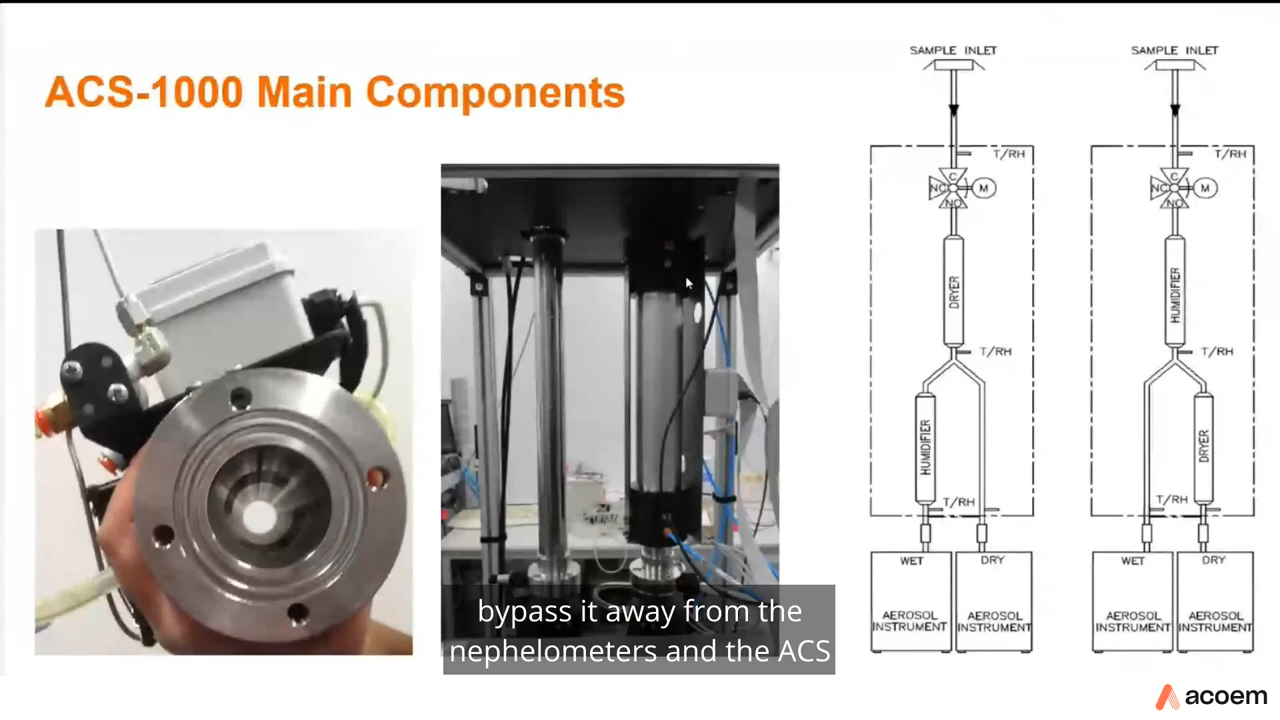 ACS-1000 Main Components
SAMPLE INLET
T/RH
C
NC
M
NO
DRYER
T/RH
HUMIDIFIER
T/RH
WET
DRY
AEROSOL
INSTRUMENT
AEROSOL
INSTRUMENT
SAMPLE INLET
T/RH
C
NC
M
NO
HUMIDIFIER
T/RH
DRYER
T/RH
WET
DRY
AEROSOL
INSTRUMENT
AEROSOL
INSTRUMENT
bypass it away from the
nephelometers and the ACS
acoem